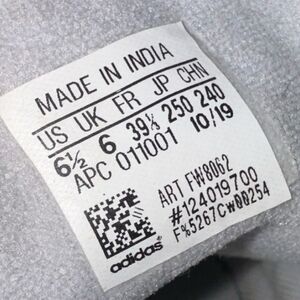 MADE IN INDIA
US UK FR JP CHN
6½ 6 39⅓ 250 240
APC 011001 10/19
ART FW8062
#124019700
F%5267CW00254
adidas